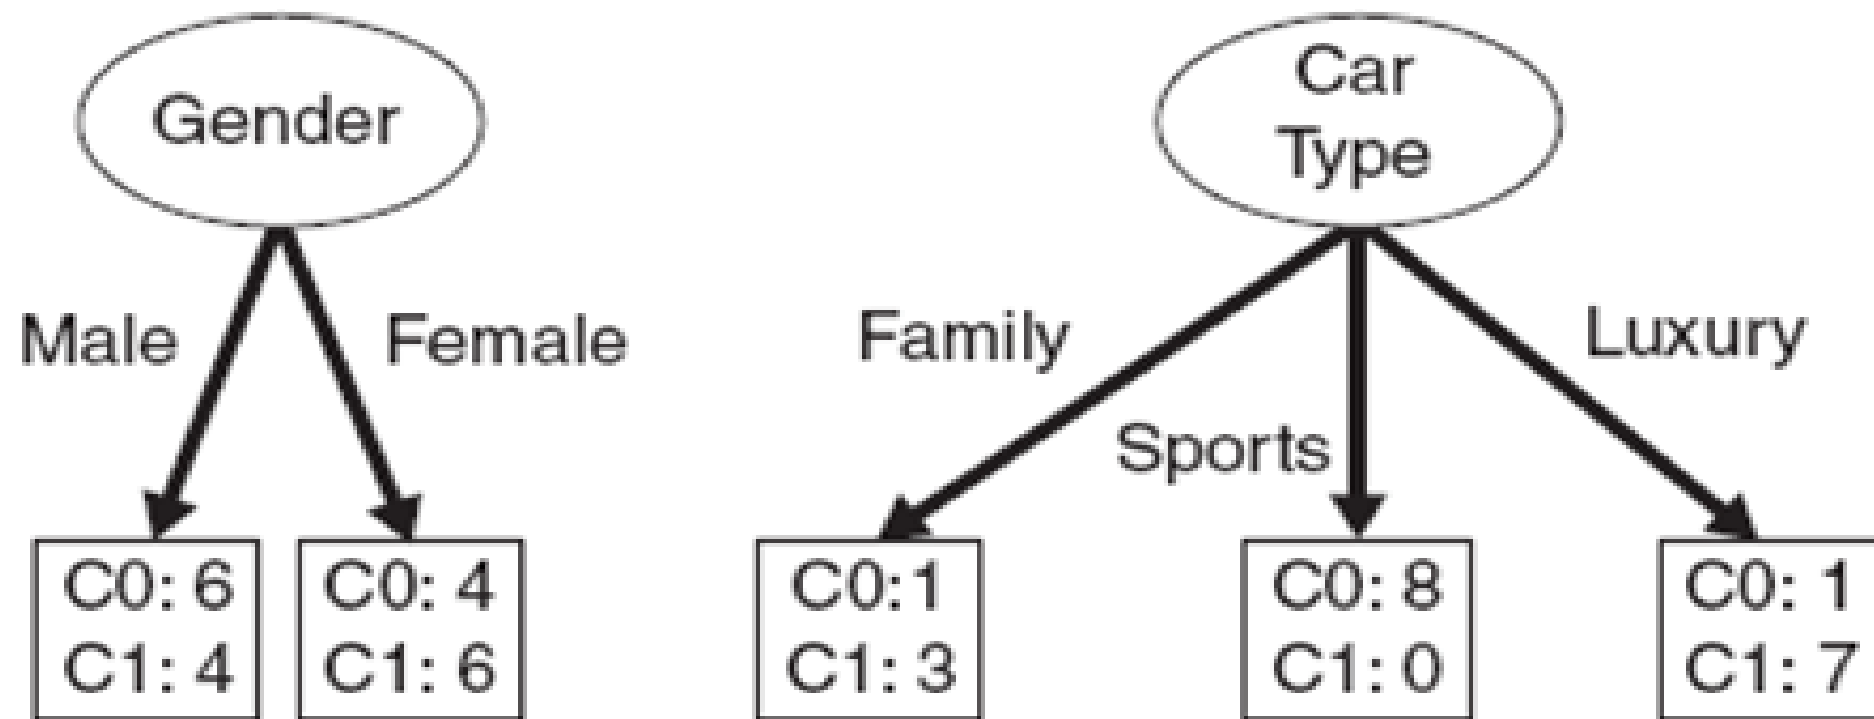 Gender
Male
Female
C0: 6
C1: 4
C0: 4
C1: 6
Car
Type
Family
Sports
Luxury
C0:1
C1: 3
C0: 8
C1: 0
C0: 1
C1: 7